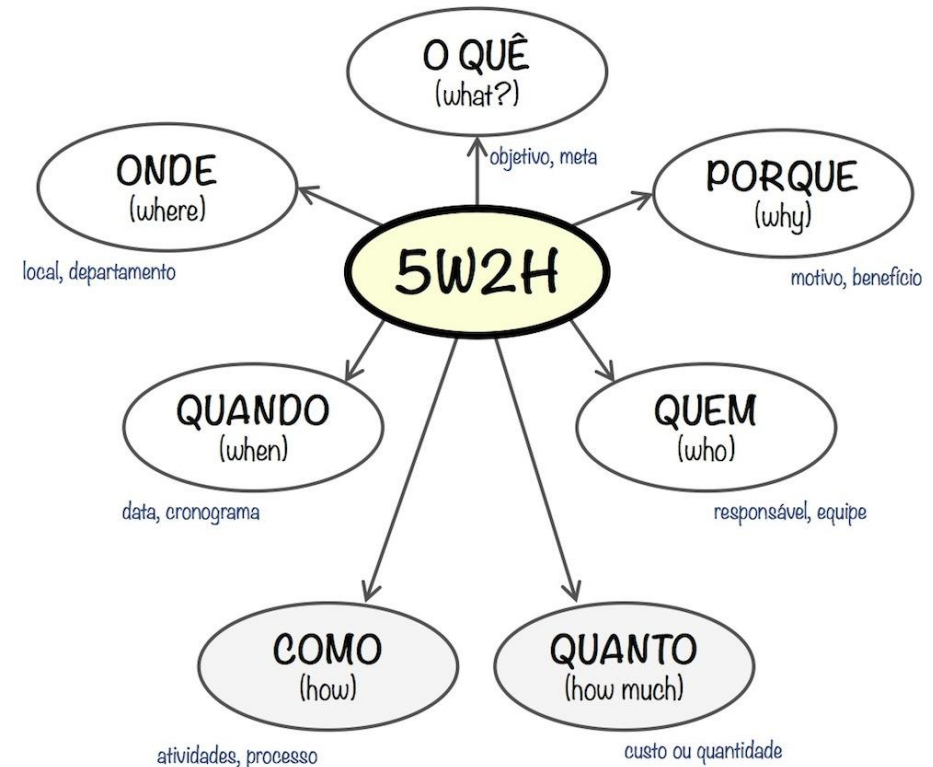 O QUÊ
(what?)
objetivo, meta
ONDE
(where)
local, departamento
PORQUE
(why)
motivo, benefício
5W2H
QUANDO
(when)
data, cronograma
QUEM
(who)
responsável, equipe
COMO
(how)
atividades, processo
QUANTO
(how much)
custo ou quantidade